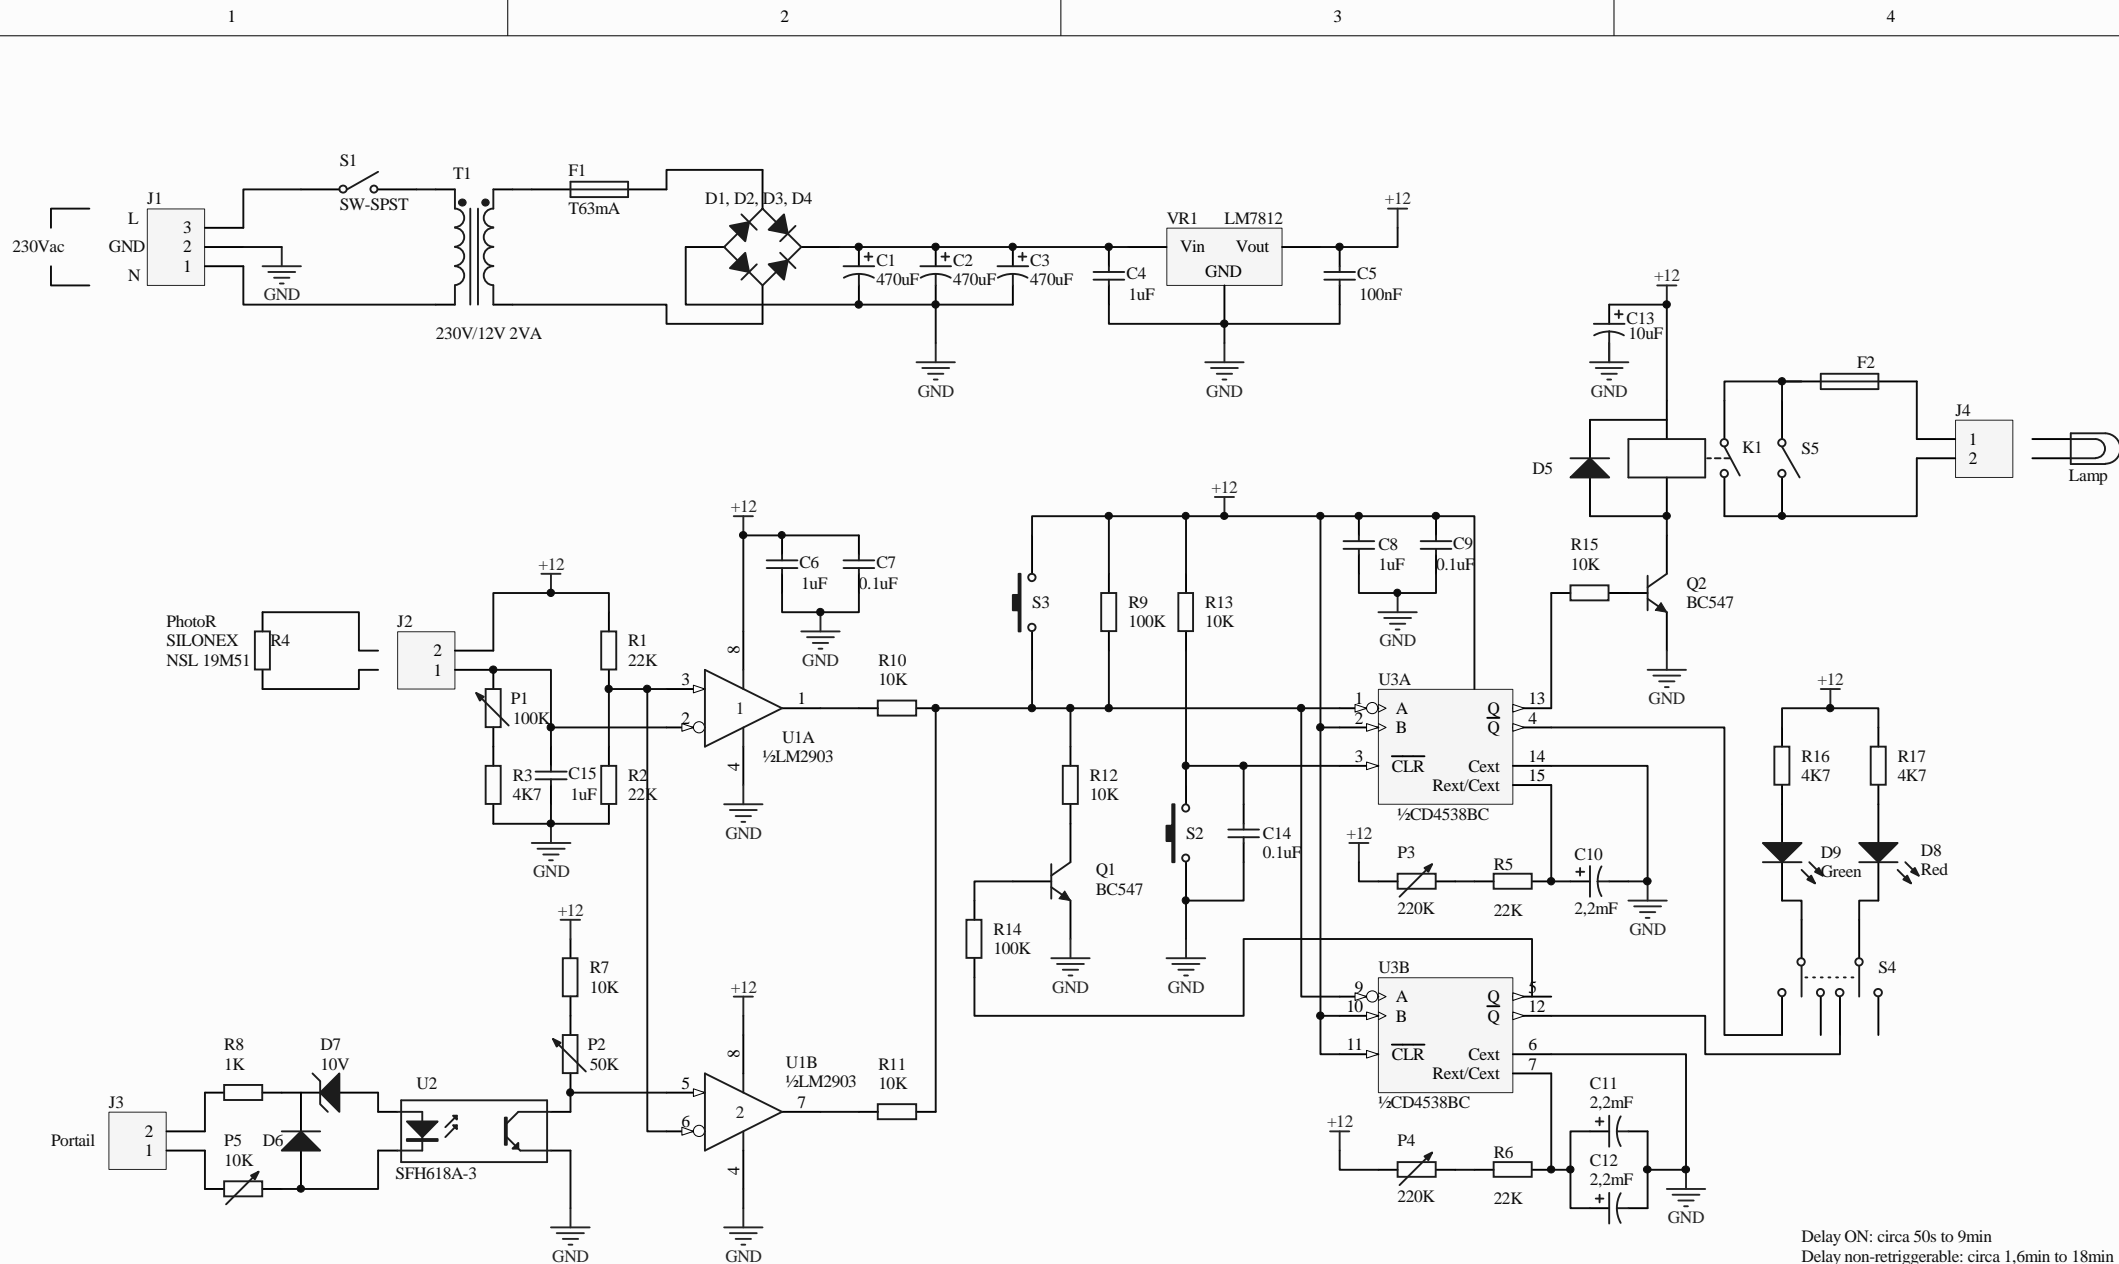 1 2 3 4
S1
SW-SPST
T1
F1
T63mA
D1, D2, D3, D4
J1
L
GND
N
3
2
1
230Vac
GND
230V/12V 2VA
+ C1
470uF
+ C2
470uF
+ C3
470uF
GND
C4
1uF
VR1 LM7812
Vin Vout
GND
GND
+12
C5
100nF
+12
+ C13
10uF
GND
D5
K1
S5
F2
J4
1
2
Lamp
PhotoR
SILONEX
NSL 19M51
R4
J2
2
1
+12
P1
100K
R3
4K7
C15
1uF
R1
22K
R2
22K
GND
+12
C6
1uF
C7
0.1uF
GND
3
2
8
4
1
1
U1A
½LM2903
GND
R10
10K
+12
S3
R9
100K
R13
10K
C8
1uF
C9
0.1uF
GND
R12
10K
Q1
BC547
GND
R14
100K
S2
C14
0.1uF
GND
U3A
1 A
2 B
3 CLR
Q 13
Q 4
Cext 14
Rext/Cext 15
½CD4538BC
+12
P3
220K
R5
22K
C10
+
2,2mF
GND
R15
10K
Q2
BC547
GND
+12
R16
4K7
R17
4K7
D9
Green
D8
Red
S4
+12
R7
10K
P2
50K
J3
Portail
2
1
R8
1K
D7
10V
D6
P5
10K
U2
SFH618A-3
GND
+12
5
6
8
4
2
7
U1B
½LM2903
GND
R11
10K
U3B
9 A
10 B
11 CLR
Q 5
Q 12
Cext 6
Rext/Cext 7
½CD4538BC
+12
P4
220K
R6
22K
C11
2,2mF
+
C12
2,2mF
+
GND
Delay ON: circa 50s to 9min
Delay non-retriggerable: circa 1,6min to 18min